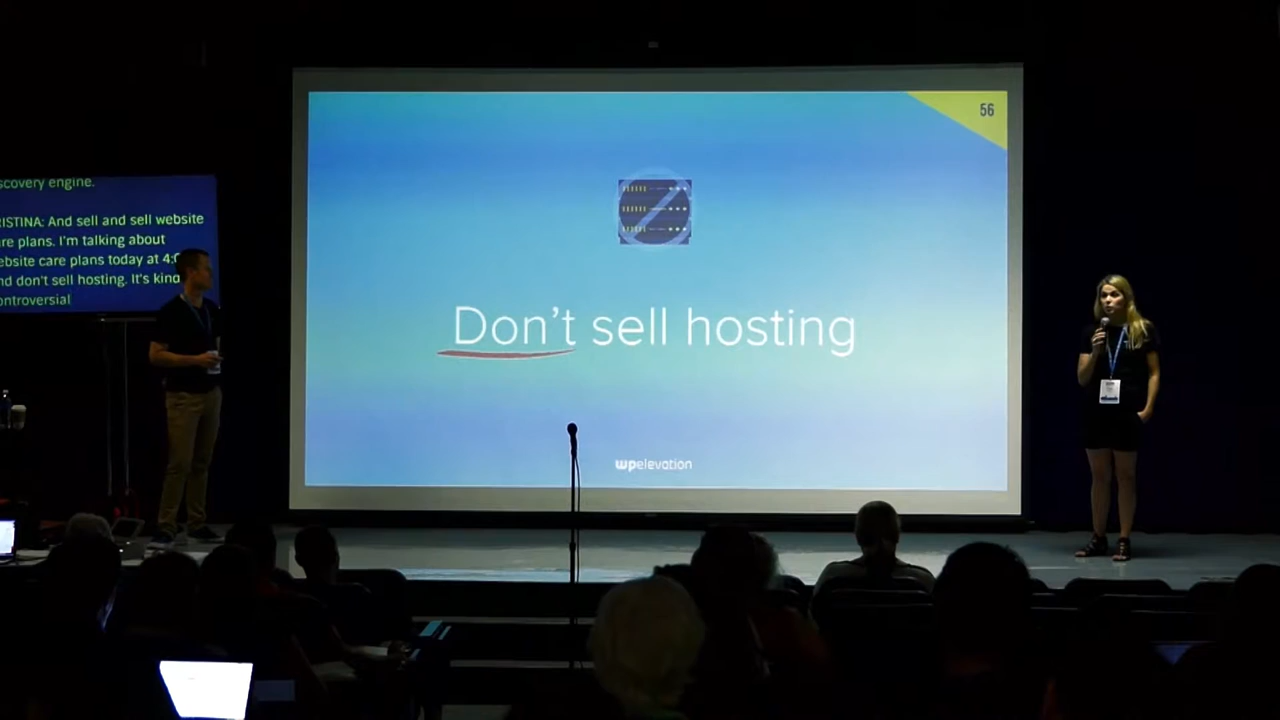 scovery engine.
RISTINA: And sell and sell website
re plans. I'm talking about
ebsite care plans today at 4:0
nd don't sell hosting. It's kind
ontroversial
56
Don't sell hosting
wpelevation